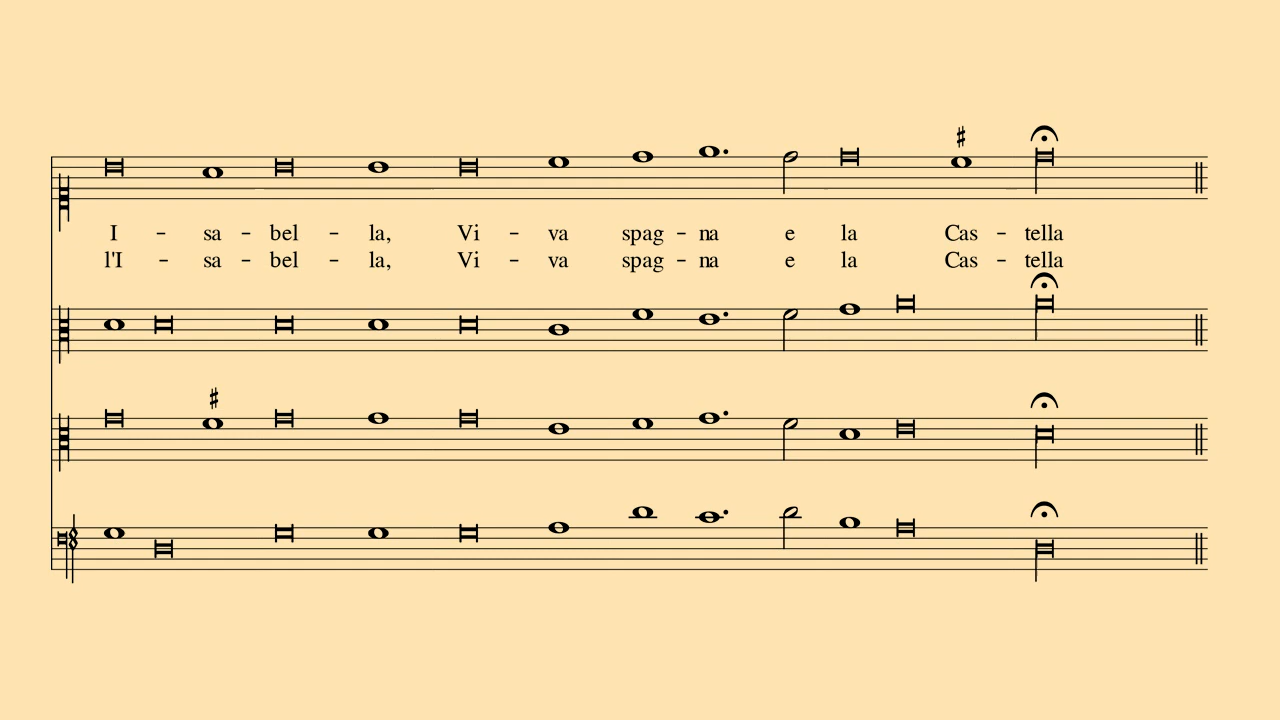 I - sa - bel - la, Vi - va spag - na e la Cas - tella
l'I - sa - bel - la, Vi - va spag - na e la Cas - tella